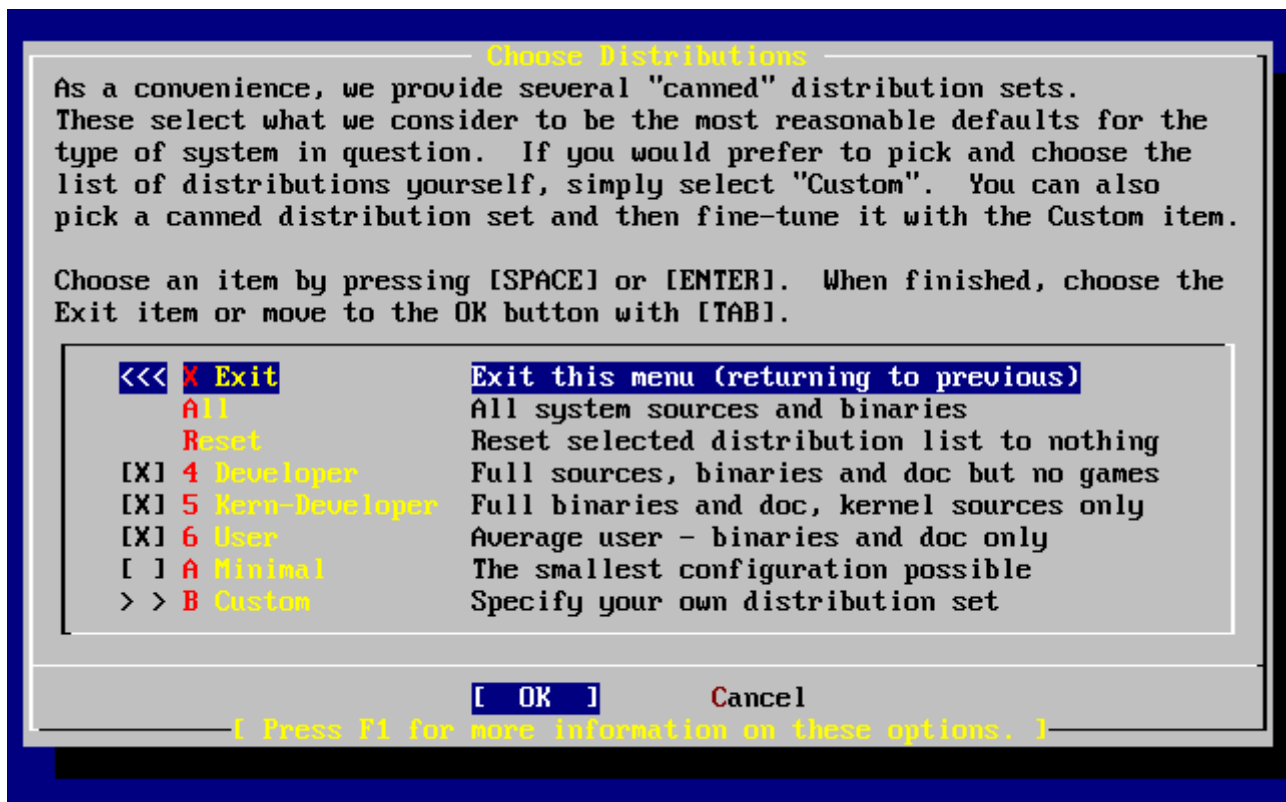 Choose Distributions
As a convenience, we provide several "canned" distribution sets.
These select what we consider to be the most reasonable defaults for the
type of system in question.  If you would prefer to pick and choose the
list of distributions yourself, simply select "Custom".  You can also
pick a canned distribution set and then fine-tune it with the Custom item.
Choose an item by pressing [SPACE] or [ENTER].  When finished, choose the
Exit item or move to the OK button with [TAB].
<<< X Exit            Exit this menu (returning to previous)
    All               All system sources and binaries
    Reset             Reset selected distribution list to nothing
[X] 4 Developer       Full sources, binaries and doc but no games
[X] 5 Kern-Developer  Full binaries and doc, kernel sources only
[X] 6 User            Average user - binaries and doc only
[ ] A Minimal         The smallest configuration possible
> > B Custom          Specify your own distribution set
[  OK  ]       Cancel
[ Press F1 for more information on these options. ]